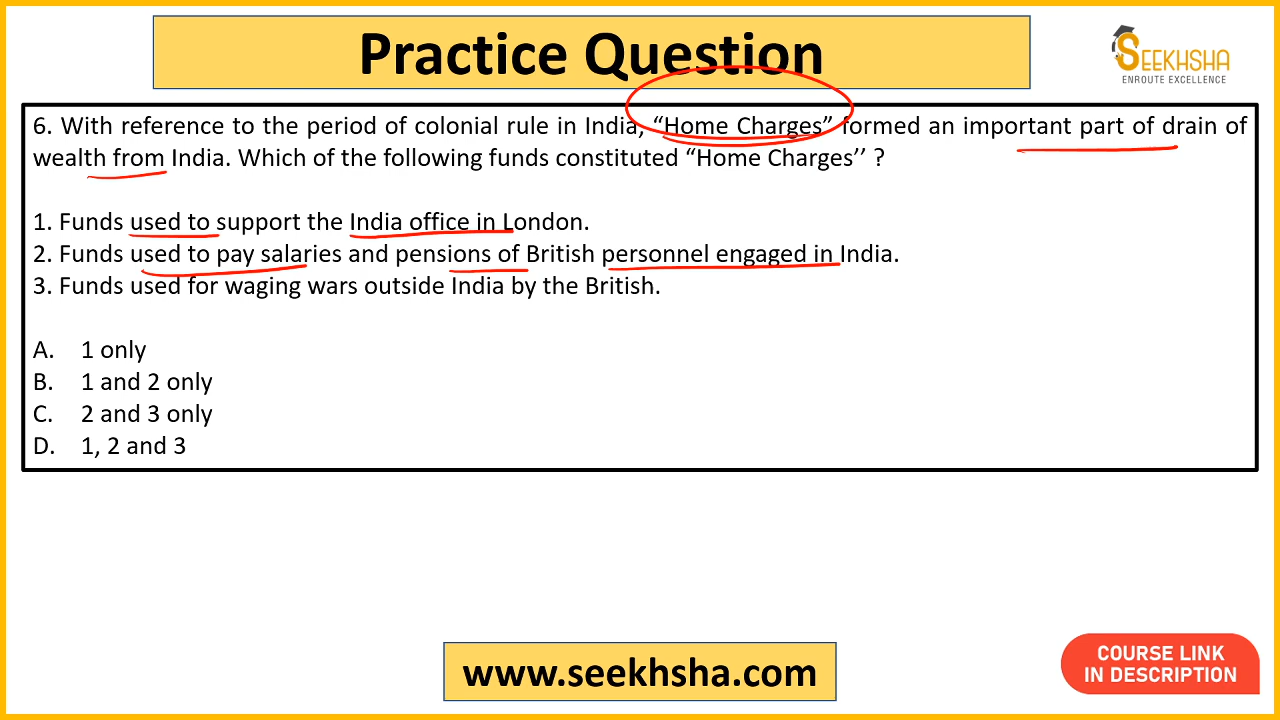 Practice Question
SEEKHSHA
ENROUTE EXCELLENCE
6. With reference to the period of colonial rule in India, “Home Charges” formed an important part of drain of
wealth from India. Which of the following funds constituted “Home Charges’’ ?
1. Funds used to support the India office in London.
2. Funds used to pay salaries and pensions of British personnel engaged in India.
3. Funds used for waging wars outside India by the British.
A. 1 only
B. 1 and 2 only
C. 2 and 3 only
D. 1, 2 and 3
www.seekhsha.com
COURSE LINK
IN DESCRIPTION